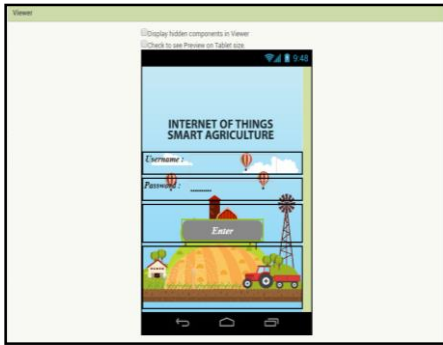 Viewer
Display hidden components in Viewer
Check to see Preview on Tablet size
9:48
INTERNET OF THINGS
SMART AGRICULTURE
Username :
Password : ..........
Enter